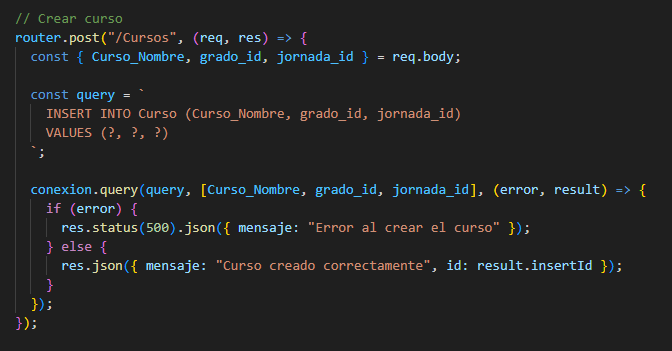 // Crear curso
router.post("/Cursos", (req, res) => {
  const { Curso_Nombre, grado_id, jornada_id } = req.body;

  const query = `
    INSERT INTO Curso (Curso_Nombre, grado_id, jornada_id)
    VALUES (?, ?, ?)
  `;

  conexion.query(query, [Curso_Nombre, grado_id, jornada_id], (error, result) => {
    if (error) {
      res.status(500).json({ mensaje: "Error al crear el curso" });
    } else {
      res.json({ mensaje: "Curso creado correctamente", id: result.insertId });
    }
  });
});